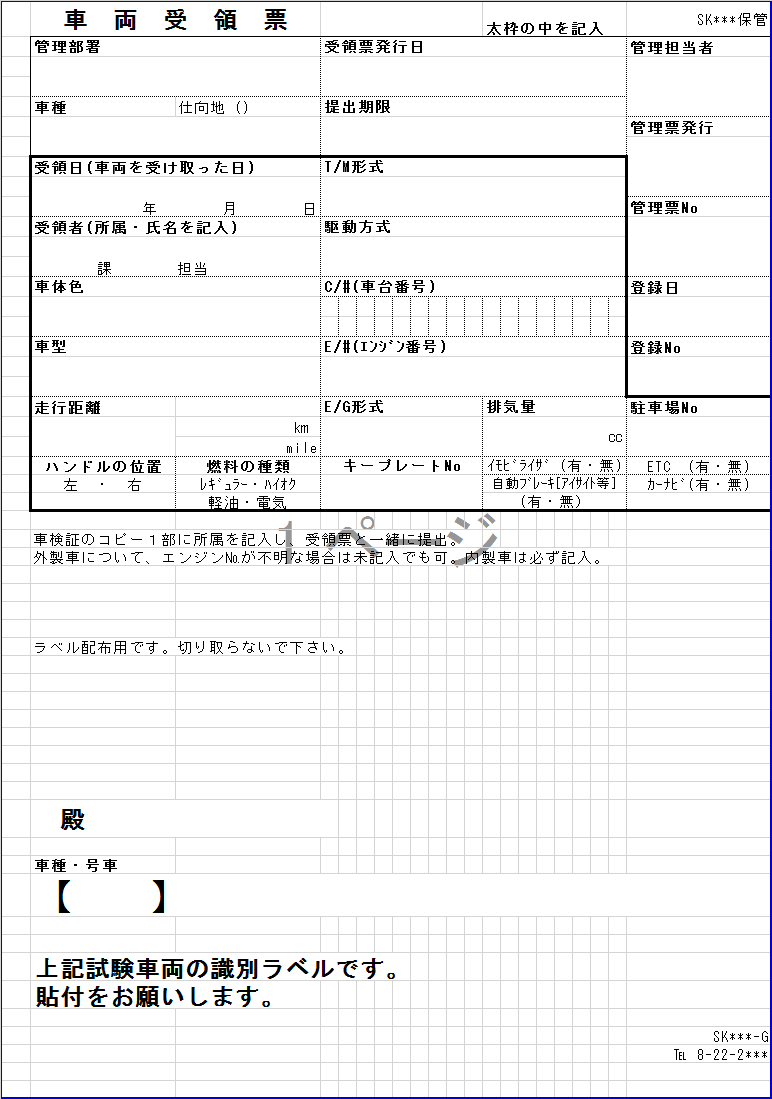 車 両 受 領 票
太枠の中を記入
SK***保管
管理部署
受領票発行日
管理担当者
車種
仕向地 ()
提出期限
管理票発行
受領日(車両を受け取った日)
T/M形式
年 月 日
管理票No
受領者(所属・氏名を記入)
駆動方式
課 担当
車体色
C/#(車台番号)
登録日
車型
E/#(ｴﾝｼﾞﾝ番号)
登録No
走行距離
E/G形式
排気量
駐車場No
km
cc
mile
ハンドルの位置
燃料の種類
キープレートNo
ｲﾓﾋﾞﾗｲｻﾞ (有・無)
ETC (有・無)
左 ・ 右
ﾚｷﾞｭﾗｰ・ﾊｲｵｸ
自動ﾌﾞﾚｰｷ[ｱｲｻｲﾄ等]
ｶｰﾅﾋﾞ(有・無)
軽油・電気
(有・無)
1 ページ
車検証のコピー１部に所属を記入し、受領票と一緒に提出。
外製車について、エンジン№が不明な場合は未記入でも可。内製車は必ず記入。
ラベル配布用です。切り取らないで下さい。
殿
車種・号車
【 】
上記試験車両の識別ラベルです。
貼付をお願いします。
SK***-G
℡ 8-22-2***